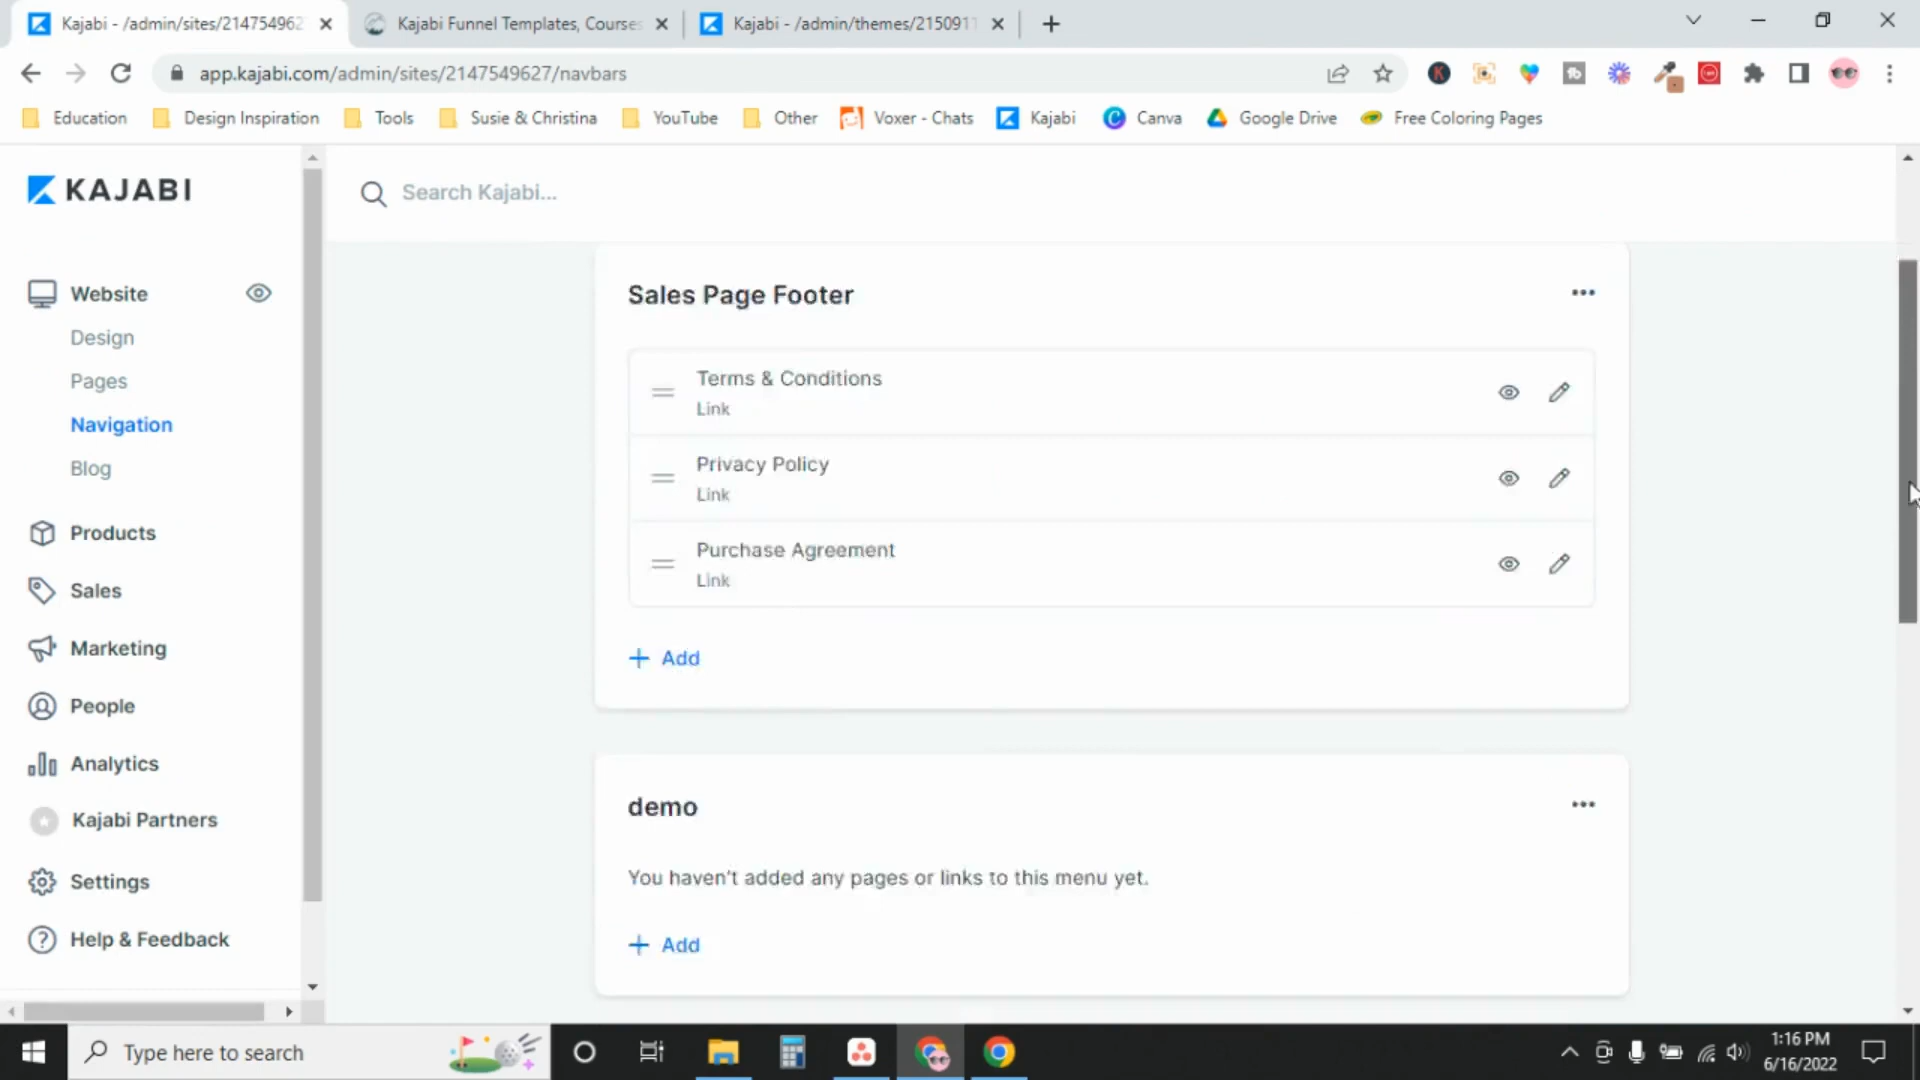 Kajabi - /admin/sites/214754962
Kajabi Funnel Templates, Courses
Kajabi - /admin/themes/215091
app.kajabi.com/admin/sites/2147549627/navbars
Education
Design Inspiration
Tools
Susie & Christina
YouTube
Other
Voxer - Chats
Kajabi
Canva
Google Drive
Free Coloring Pages
KAJABI
Search Kajabi...
Website
Design
Pages
Navigation
Blog
Products
Sales
Marketing
People
Analytics
Kajabi Partners
Settings
Help & Feedback
Sales Page Footer
Terms & Conditions
Link
Privacy Policy
Link
Purchase Agreement
Link
Add
demo
You haven't added any pages or links to this menu yet.
Add
Type here to search
1:16 PM
6/16/2022